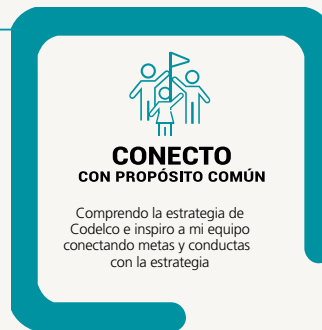 CONECTO
CON PROPÓSITO COMÚN
Comprendo la estrategia de
Codelco e inspiro a mi equipo
conectando metas y conductas
con la estrategia